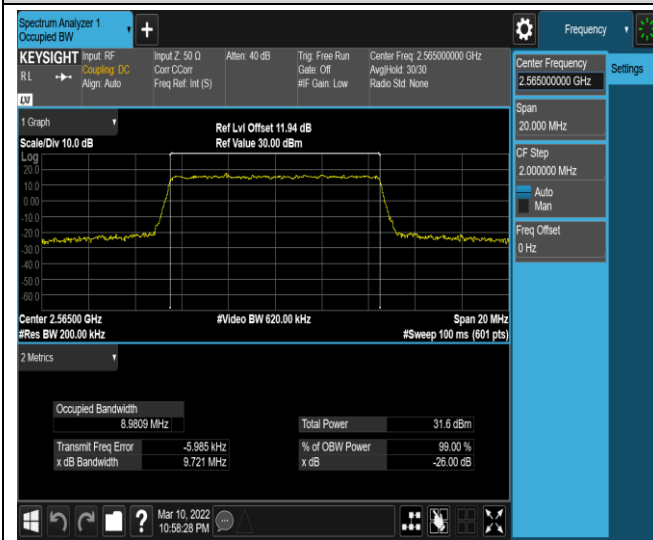 Spectrum Analyzer 1
Occupied BW
+
Frequency
KEYSIGHT
R L
LXI
Input: RF
Coupling: DC
Align: Auto
Input Z: 50 Ω
Corr CCorr
Freq Ref: Int (S)
Atten: 40 dB
Trig: Free Run
Gate: Off
#IF Gain: Low
Center Freq: 2.565000000 GHz
Avg|Hold: 30/30
Radio Std: None
Center Frequency
2.565000000 GHz
Settings
Span
20.000 MHz
CF Step
2.000000 MHz
Auto
Man
Freq Offset
0 Hz
1 Graph
Scale/Div 10.0 dB
Ref Lvl Offset 11.94 dB
Ref Value 30.00 dBm
Log
20.0
10.0
0.00
-10.0
-20.0
-30.0
-40.0
-50.0
-60.0
Center 2.56500 GHz
#Res BW 200.00 kHz
#Video BW 620.00 kHz
Span 20 MHz
#Sweep 100 ms (601 pts)
2 Metrics
Occupied Bandwidth
8.9809 MHz
Total Power 31.6 dBm
Transmit Freq Error -5.985 kHz
% of OBW Power 99.00 %
x dB Bandwidth 9.721 MHz
x dB -26.00 dB
?
Mar 10, 2022
10:58:28 PM